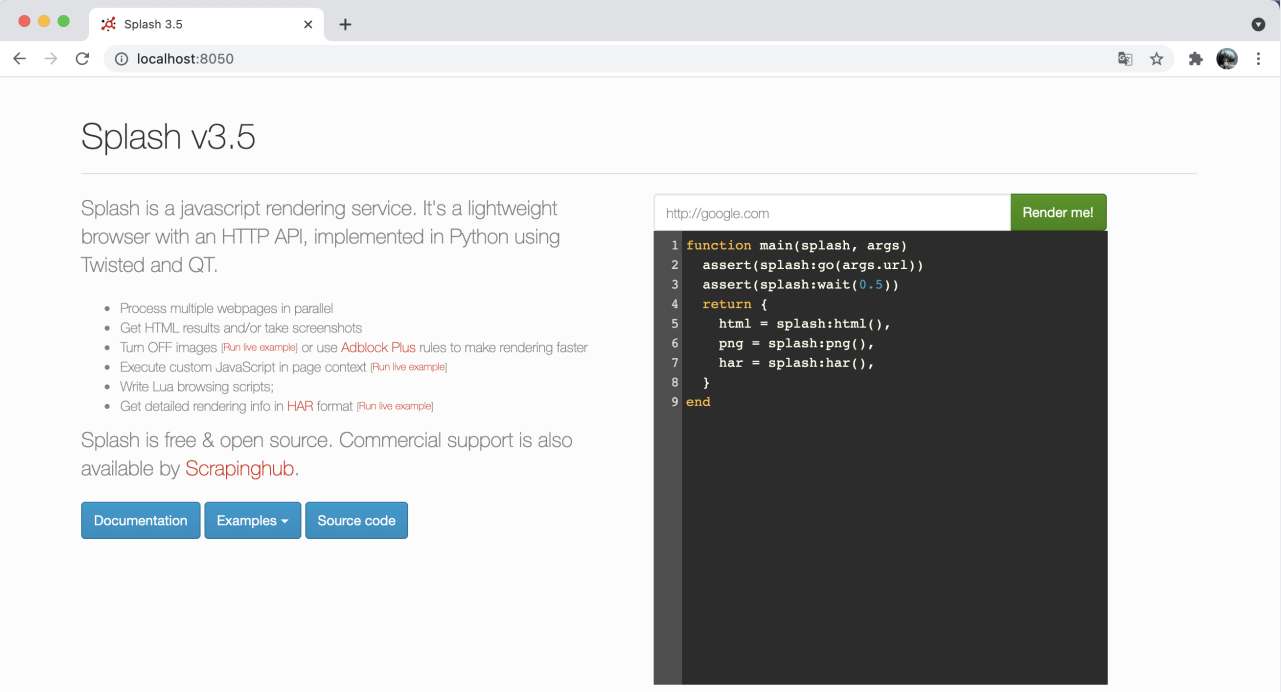 Splash 3.5
localhost:8050
Splash v3.5
Splash is a javascript rendering service. It's a lightweight
browser with an HTTP API, implemented in Python using
Twisted and QT.
Process multiple webpages in parallel
Get HTML results and/or take screenshots
Turn OFF images [Run live example] or use Adblock Plus rules to make rendering faster
Execute custom JavaScript in page context [Run live example]
Write Lua browsing scripts;
Get detailed rendering info in HAR format [Run live example]
Splash is free & open source. Commercial support is also
available by Scrapinghub.
Documentation Examples Source code
http://google.com Render me!
1 function main(splash, args)
2   assert(splash:go(args.url))
3   assert(splash:wait(0.5))
4   return {
5     html = splash:html(),
6     png = splash:png(),
7     har = splash:har(),
8   }
9 end